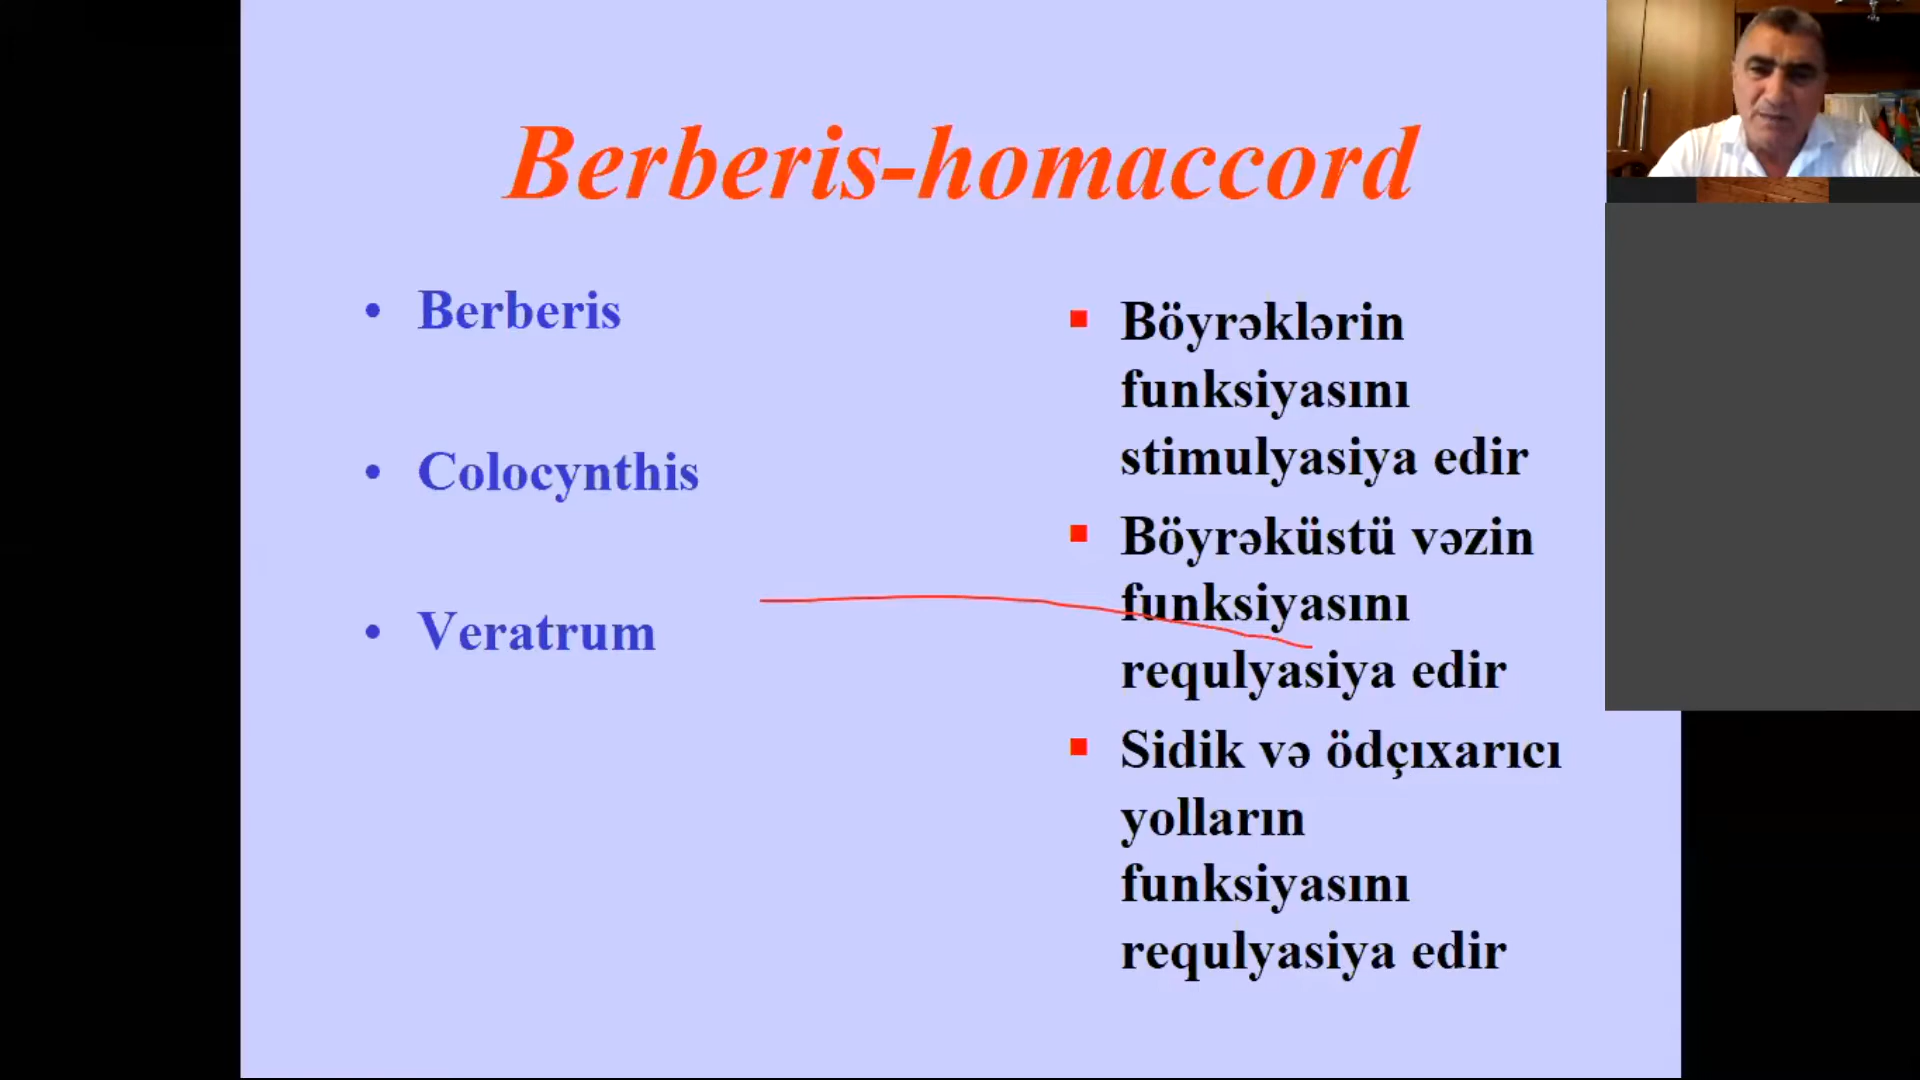 Berberis-homaccord
• Berberis
• Colocynthis
• Veratrum
▪ Böyrəklərin
funksiyasını
stimulyasiya edir
▪ Böyrəküstü vəzin
funksiyasını
requlyasiya edir
▪ Sidik və ödçıxarıcı
yolların
funksiyasını
requlyasiya edir